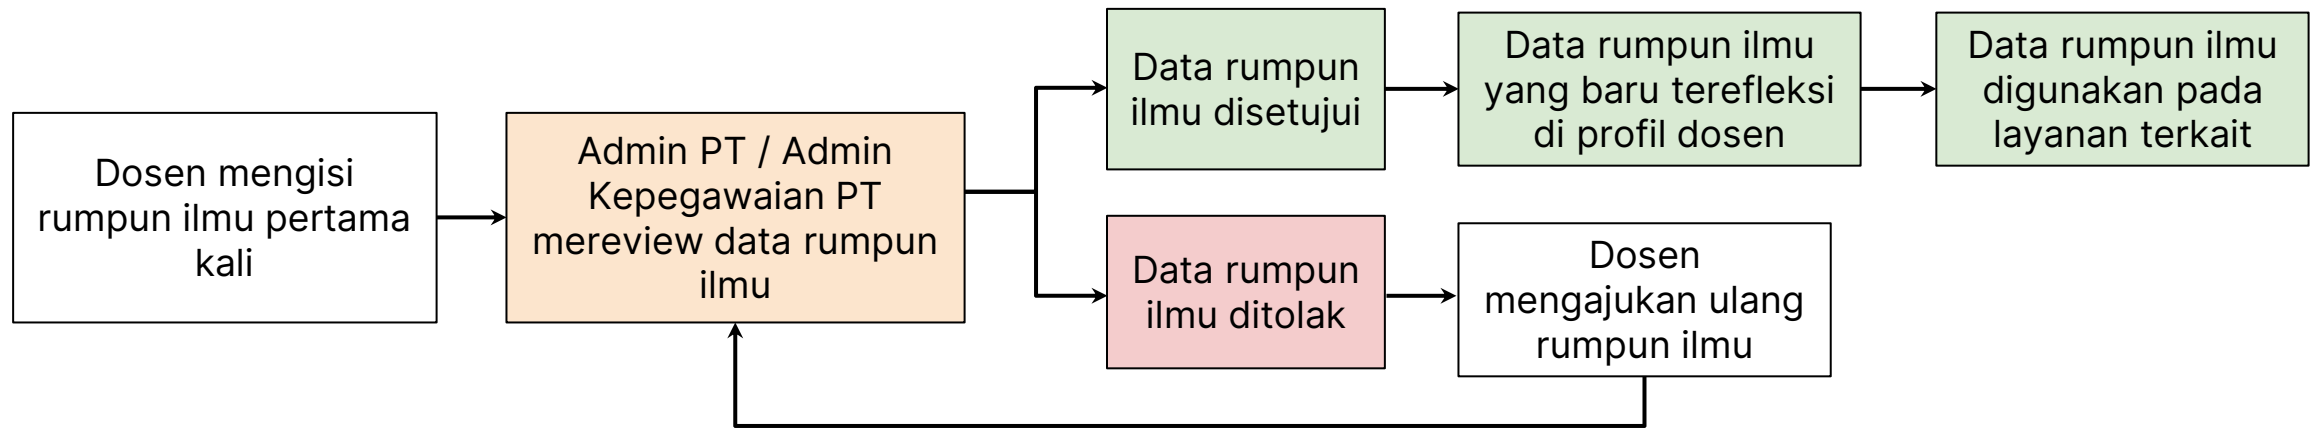 Dosen mengisi
rumpun ilmu pertama
kali
Admin PT / Admin
Kepegawaian PT
mereview data rumpun
ilmu
Data rumpun
ilmu disetujui
Data rumpun ilmu
yang baru terefleksi
di profil dosen
Data rumpun ilmu
digunakan pada
layanan terkait
Data rumpun
ilmu ditolak
Dosen
mengajukan ulang
rumpun ilmu